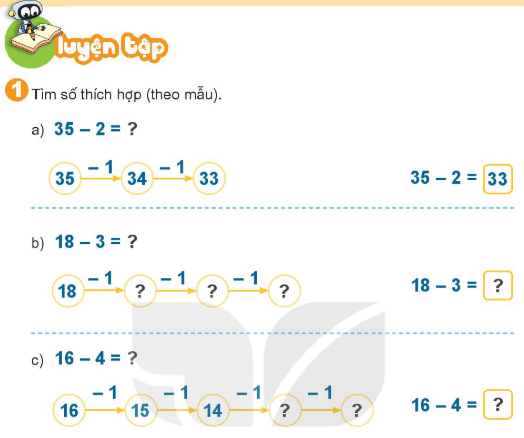 Luyện tập
1 Tìm số thích hợp (theo mẫu).
a) 35 – 2 = ?
35 – 1 34 – 1 33 35 – 2 = 33
b) 18 – 3 = ?
18 – 1 ? – 1 ? – 1 ? 18 – 3 = ?
c) 16 – 4 = ?
16 – 1 15 – 1 14 – 1 ? – 1 ? 16 – 4 = ?